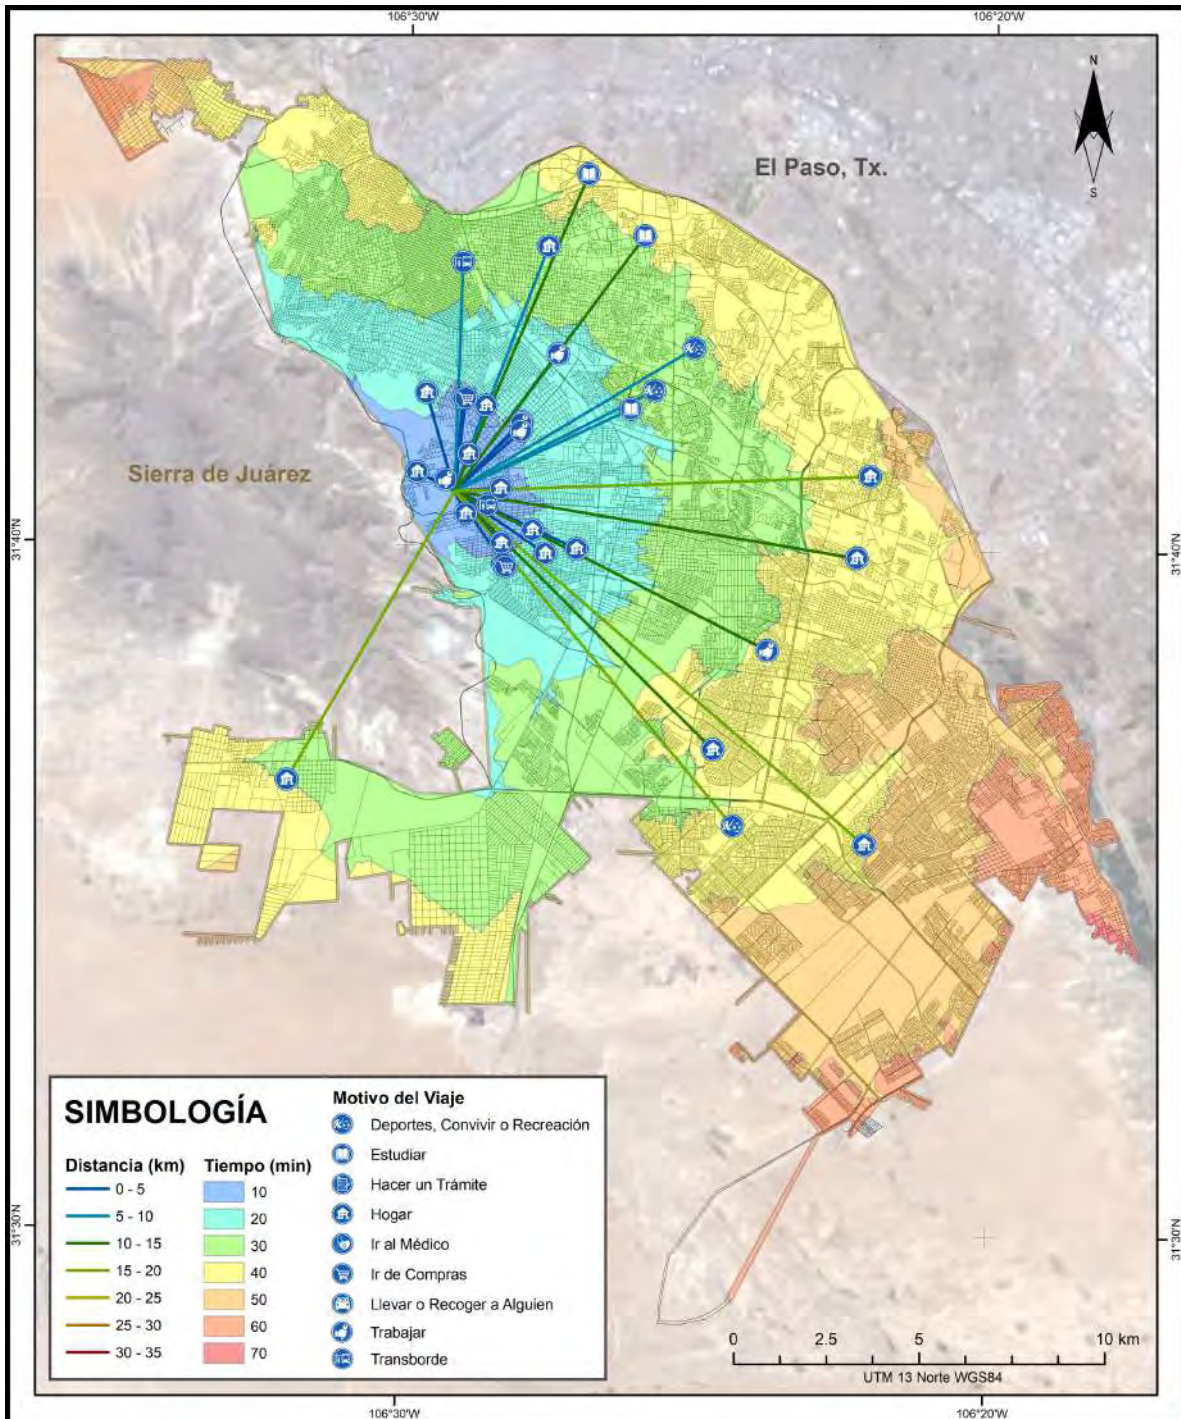 106°30'W 106°20'W
N
S
El Paso, Tx.
Sierra de Juárez
31°40'N 31°40'N
31°30'N 31°30'N
SIMBOLOGÍA
Distancia (km)
0 - 5
5 - 10
10 - 15
15 - 20
20 - 25
25 - 30
30 - 35
Tiempo (min)
10
20
30
40
50
60
70
Motivo del Viaje
Deportes, Convivir o Recreación
Estudiar
Hacer un Trámite
Hogar
Ir al Médico
Ir de Compras
Llevar o Recoger a Alguien
Trabajar
Transborde
0 2.5 5 10 km
UTM 13 Norte WGS84
106°30'W 106°20'W